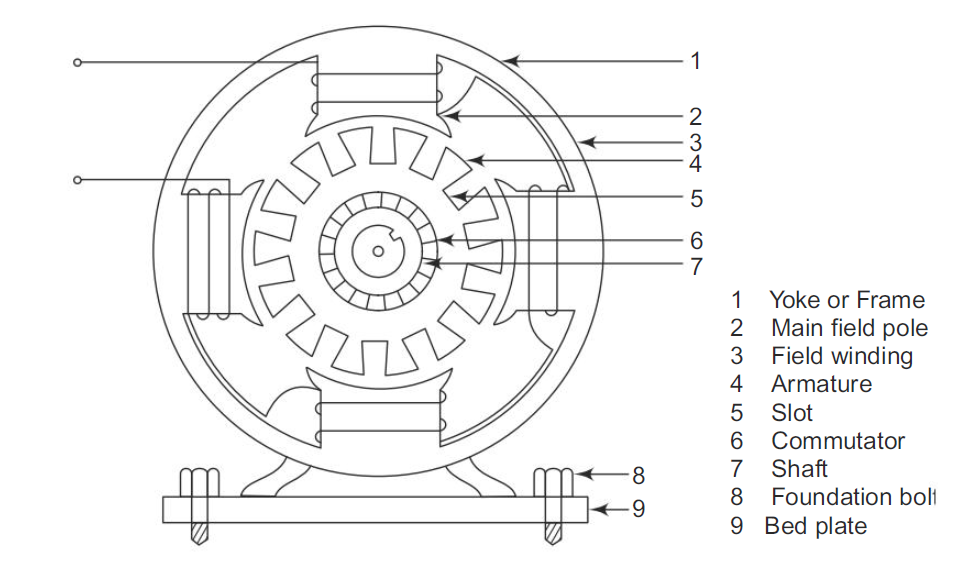 1
2
3
4
5
6
7
8
9
1 Yoke or Frame
2 Main field pole
3 Field winding
4 Armature
5 Slot
6 Commutator
7 Shaft
8 Foundation bolt
9 Bed plate